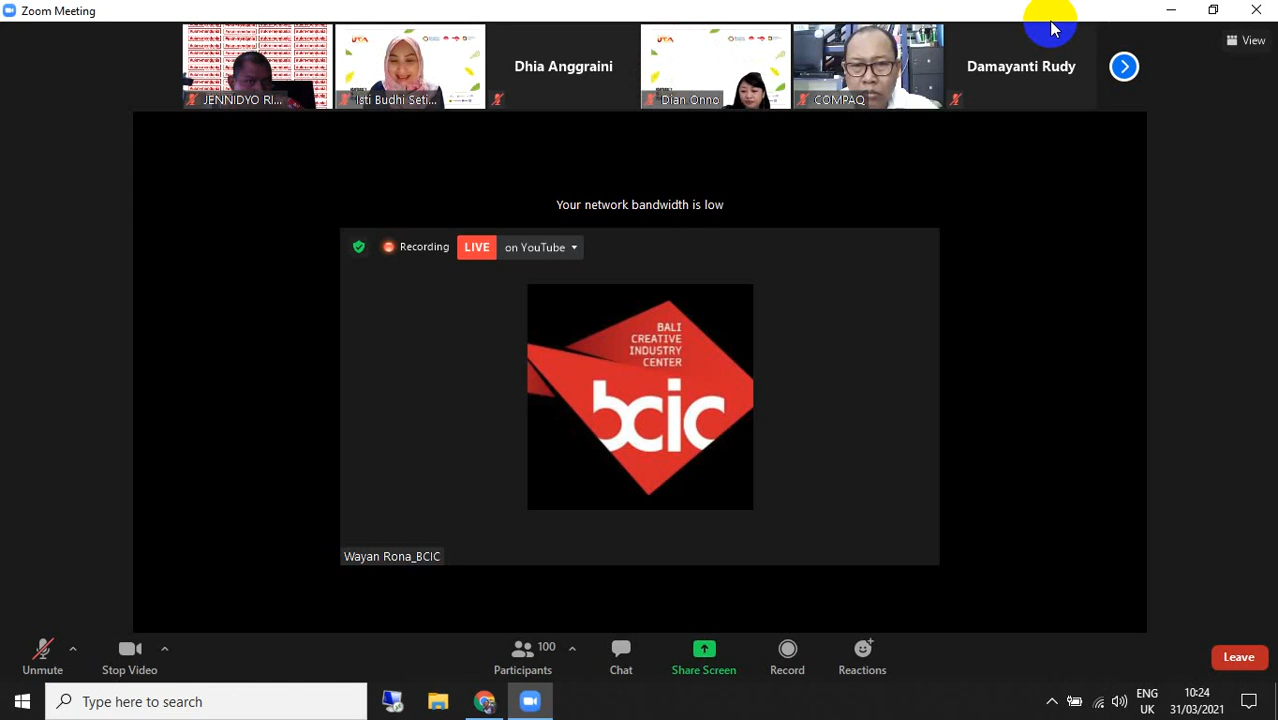 Zoom Meeting
View
JENNIDYO RI...
Isti Budhi Seti...
Dhia Anggraini
Dian Onno
COMPAQ
Damayanti Rudy
Your network bandwidth is low
Recording
LIVE
on YouTube
BALI
CREATIVE
INDUSTRY
CENTER
bcic
Wayan Rona_BCIC
Unmute
Stop Video
100
Participants
Chat
Share Screen
Record
Reactions
Leave
Type here to search
ENG
UK
10:24
31/03/2021